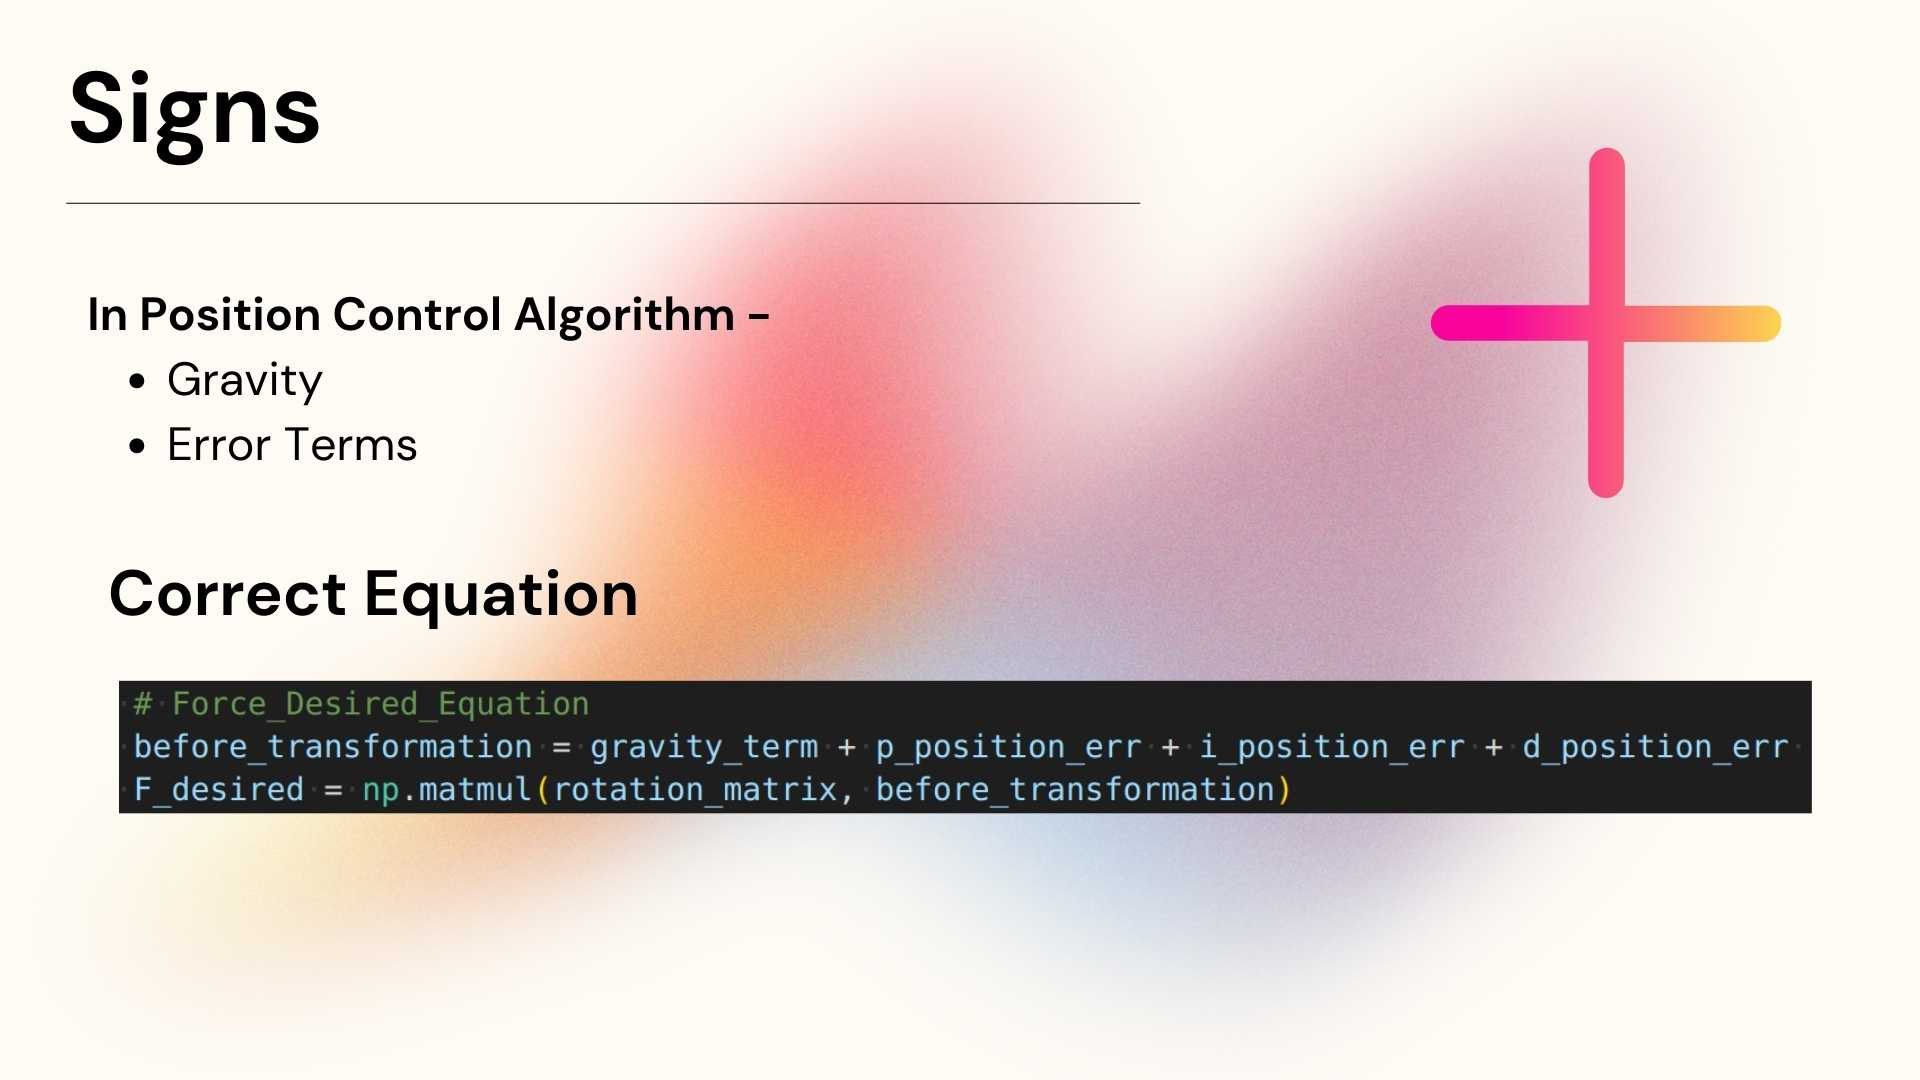 Signs
In Position Control Algorithm -
• Gravity
• Error Terms
Correct Equation
# Force_Desired_Equation
before_transformation = gravity_term + p_position_err + i_position_err + d_position_err
F_desired = np.matmul(rotation_matrix, before_transformation)